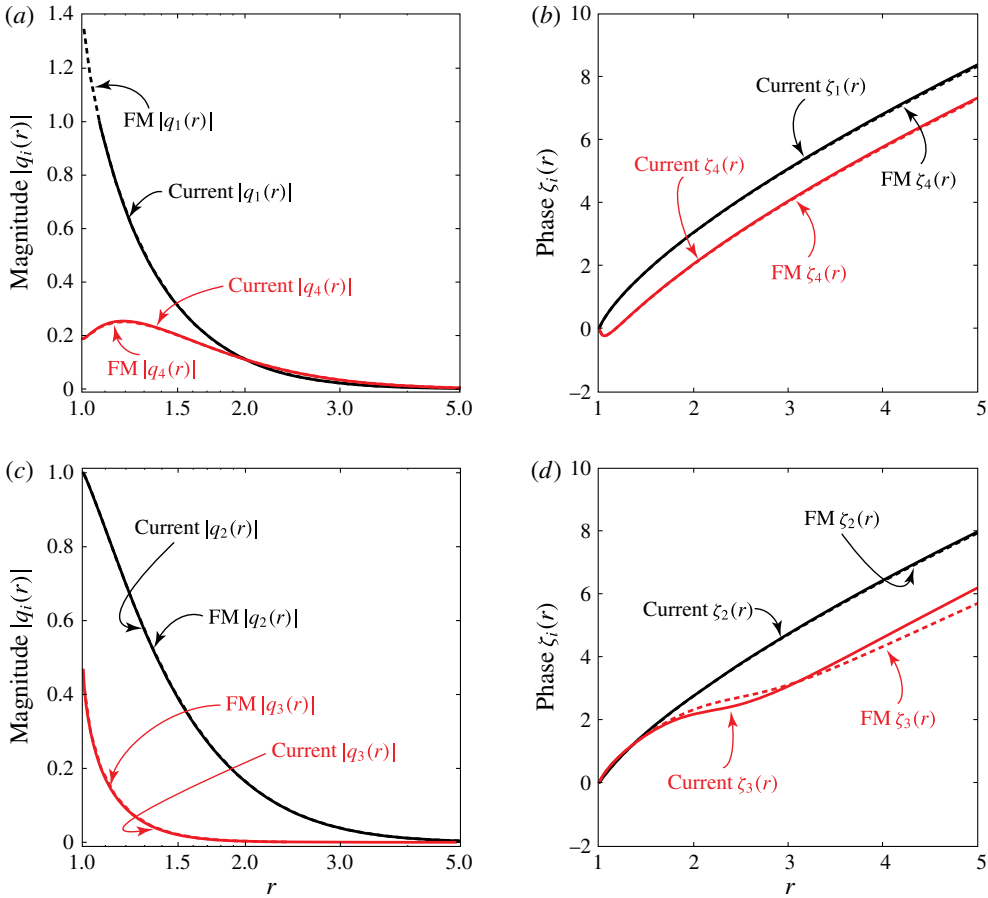 (a)
1.4
1.2
1.0
0.8
0.6
0.4
0.2
0
Magnitude |q_i(r)|
FM |q_1(r)|
Current |q_1(r)|
Current |q_4(r)|
FM |q_4(r)|
1.0 1.5 2.0 3.0 5.0
(b)
10
8
6
4
2
0
−2
Phase ζ_i(r)
Current ζ_1(r)
Current ζ_4(r)
FM ζ_4(r)
FM ζ_4(r)
1 2 3 4 5
(c)
1.0
0.8
0.6
0.4
0.2
0
Magnitude |q_i(r)|
Current |q_2(r)|
FM |q_2(r)|
FM |q_3(r)|
Current |q_3(r)|
1.0 1.5 2.0 3.0 5.0
r
(d)
10
8
6
4
2
0
−2
Phase ζ_i(r)
FM ζ_2(r)
Current ζ_2(r)
FM ζ_3(r)
Current ζ_3(r)
1 2 3 4 5
r